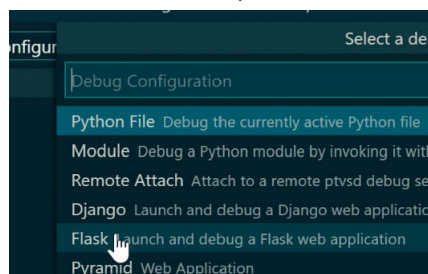 onfigur
Select a de
Debug Configuration
Python File Debug the currently active Python file
Module Debug a Python module by invoking it wit
Remote Attach Attach to a remote ptvsd debug se
Django Launch and debug a Django web applicatic
Flask Launch and debug a Flask web application
Pyramid Web Application